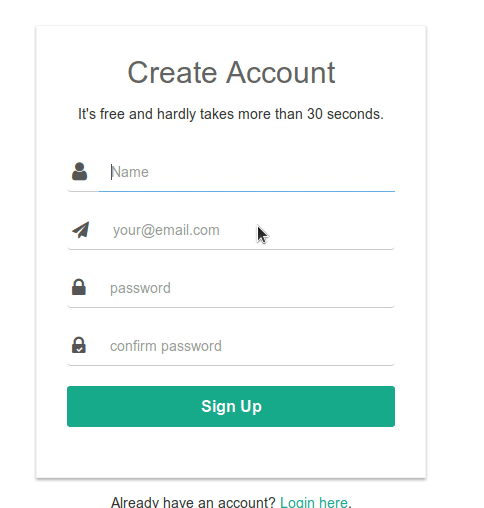 Create Account
It's free and hardly takes more than 30 seconds.
Name
your@email.com
password
confirm password
Sign Up
Already have an account? Login here.